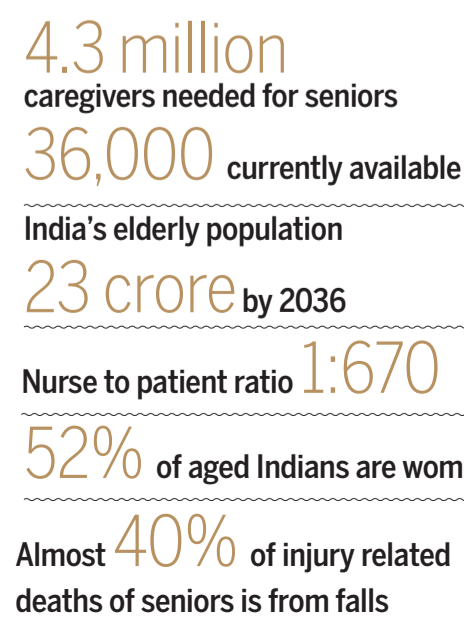 4.3 million
caregivers needed for seniors
36,000 currently available
India's elderly population
23 crore by 2036
Nurse to patient ratio 1:670
52% of aged Indians are wom
Almost 40% of injury related
deaths of seniors is from falls